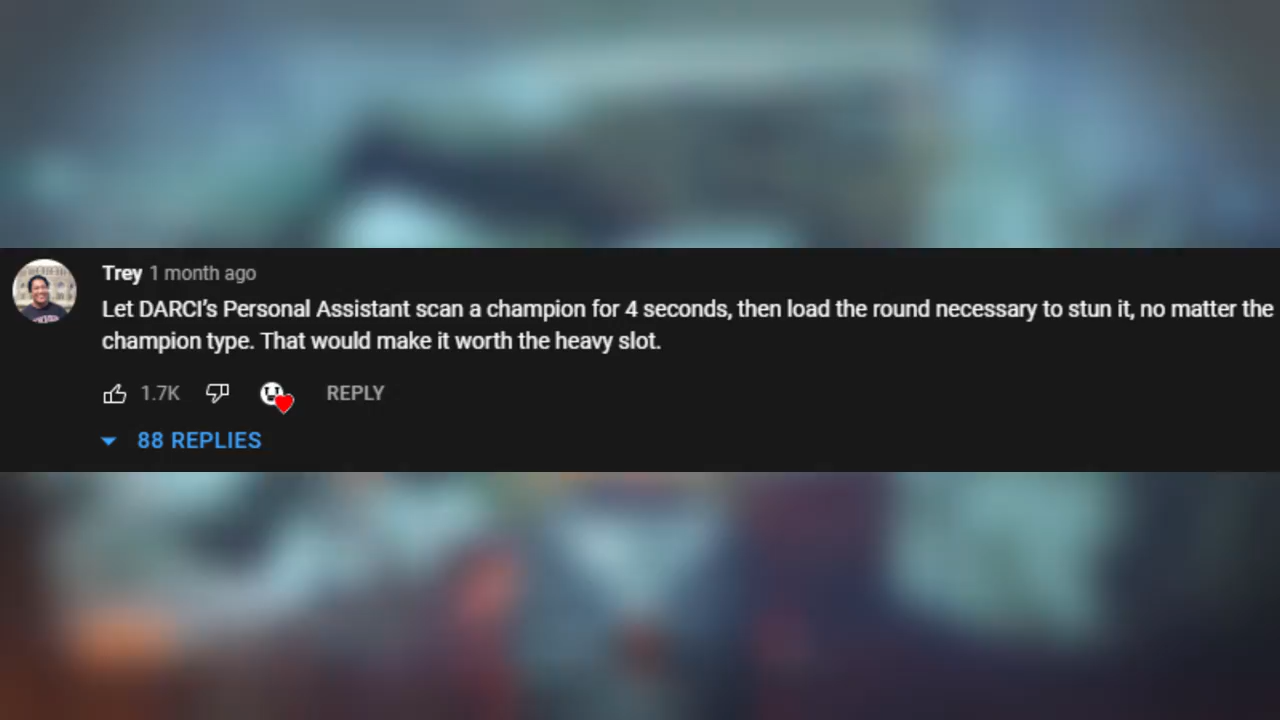 Trey 1 month ago
Let DARCI's Personal Assistant scan a champion for 4 seconds, then load the round necessary to stun it, no matter the
champion type. That would make it worth the heavy slot.
1.7K REPLY
88 REPLIES